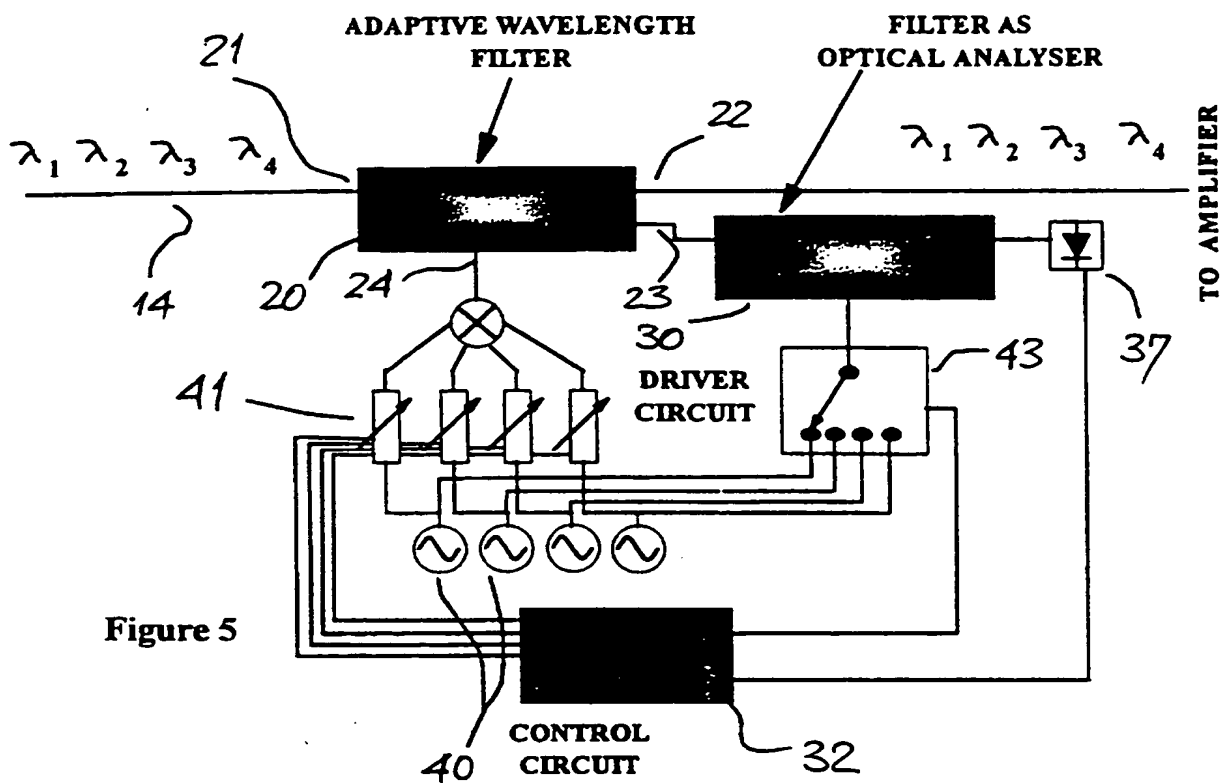 ADAPTIVE WAVELENGTH
FILTER
FILTER AS
OPTICAL ANALYSER
21
22
λ1 λ2 λ3 λ4
λ1 λ2 λ3 λ4
TO AMPLIFIER
14
20
24
23
30
37
43
DRIVER
CIRCUIT
41
Figure 5
40
CONTROL
CIRCUIT
32